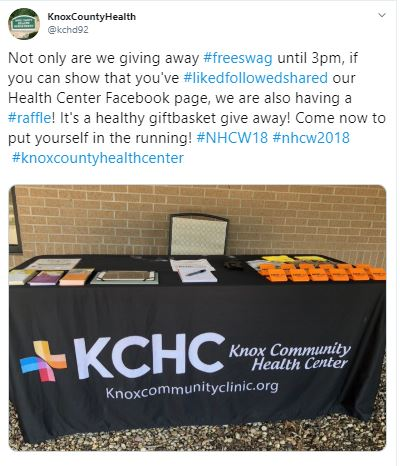 KnoxCountyHealth
@kchd92
Not only are we giving away #freeswag until 3pm, if
you can show that you've #likedfollowedshared our
Health Center Facebook page, we are also having a
#raffle! It's a healthy giftbasket give away! Come now to
put yourself in the running! #NHCW18 #nhcw2018
#knoxcountyhealthcenter
KCHC Knox Community
Health Center
Knoxcommunityclinic.org